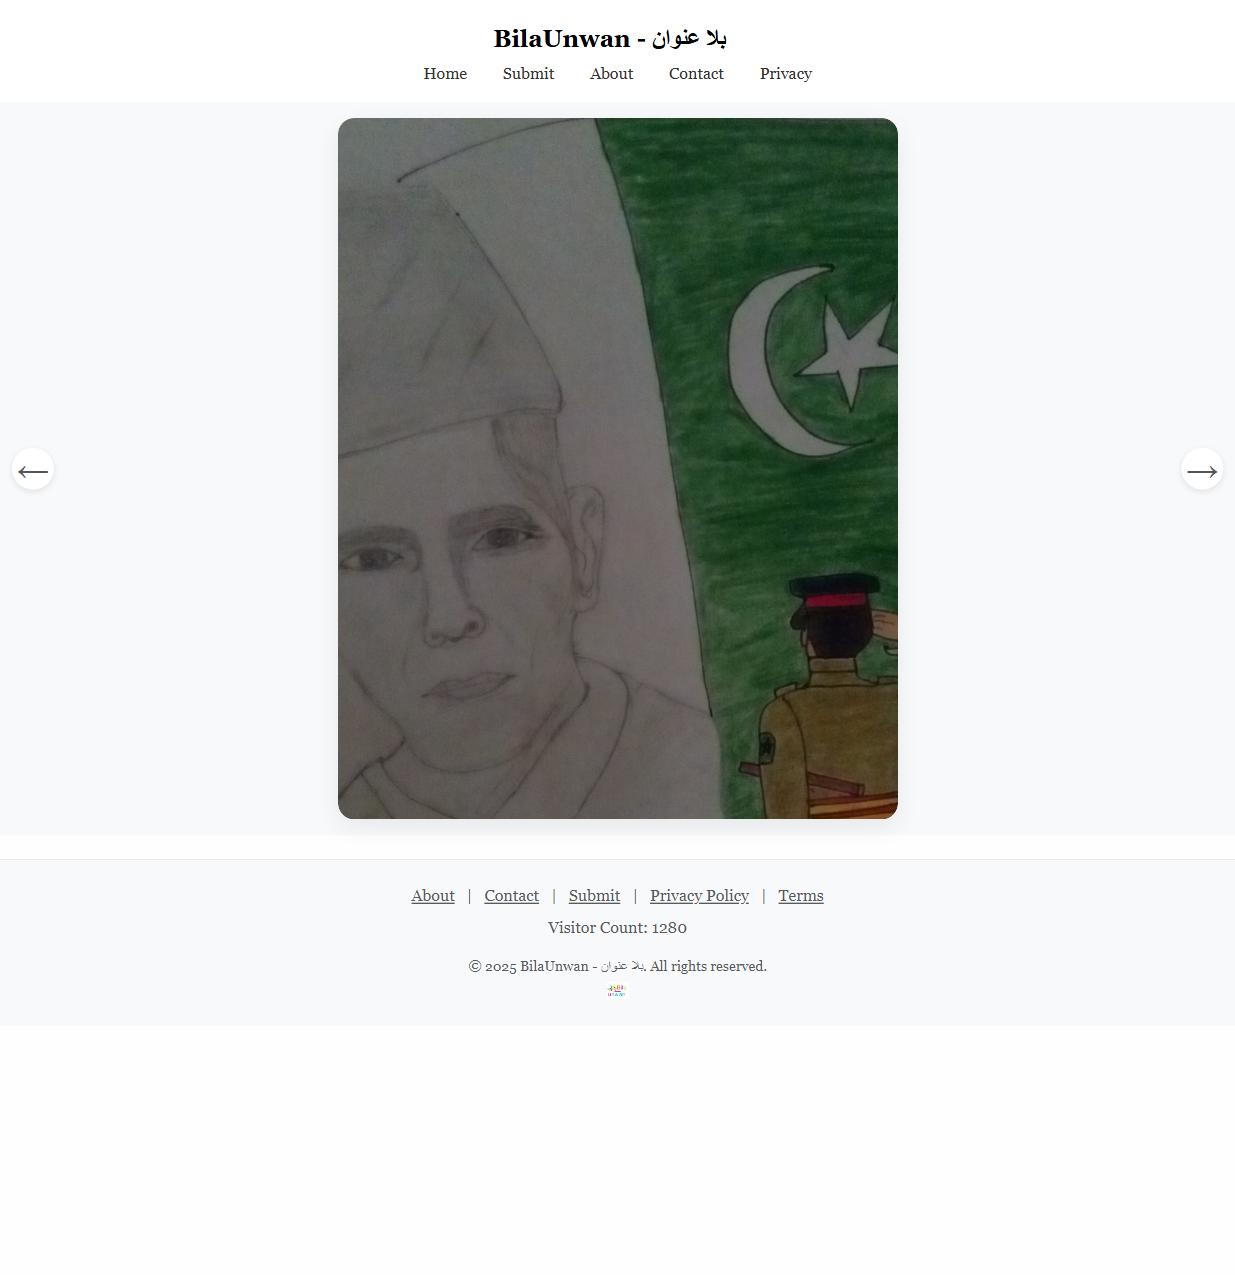 BilaUnwan - بلا عنوان
Home Submit About Contact Privacy
←
→
About | Contact | Submit | Privacy Policy | Terms
Visitor Count: 1280
© 2025 BilaUnwan - بلا عنوان. All rights reserved.